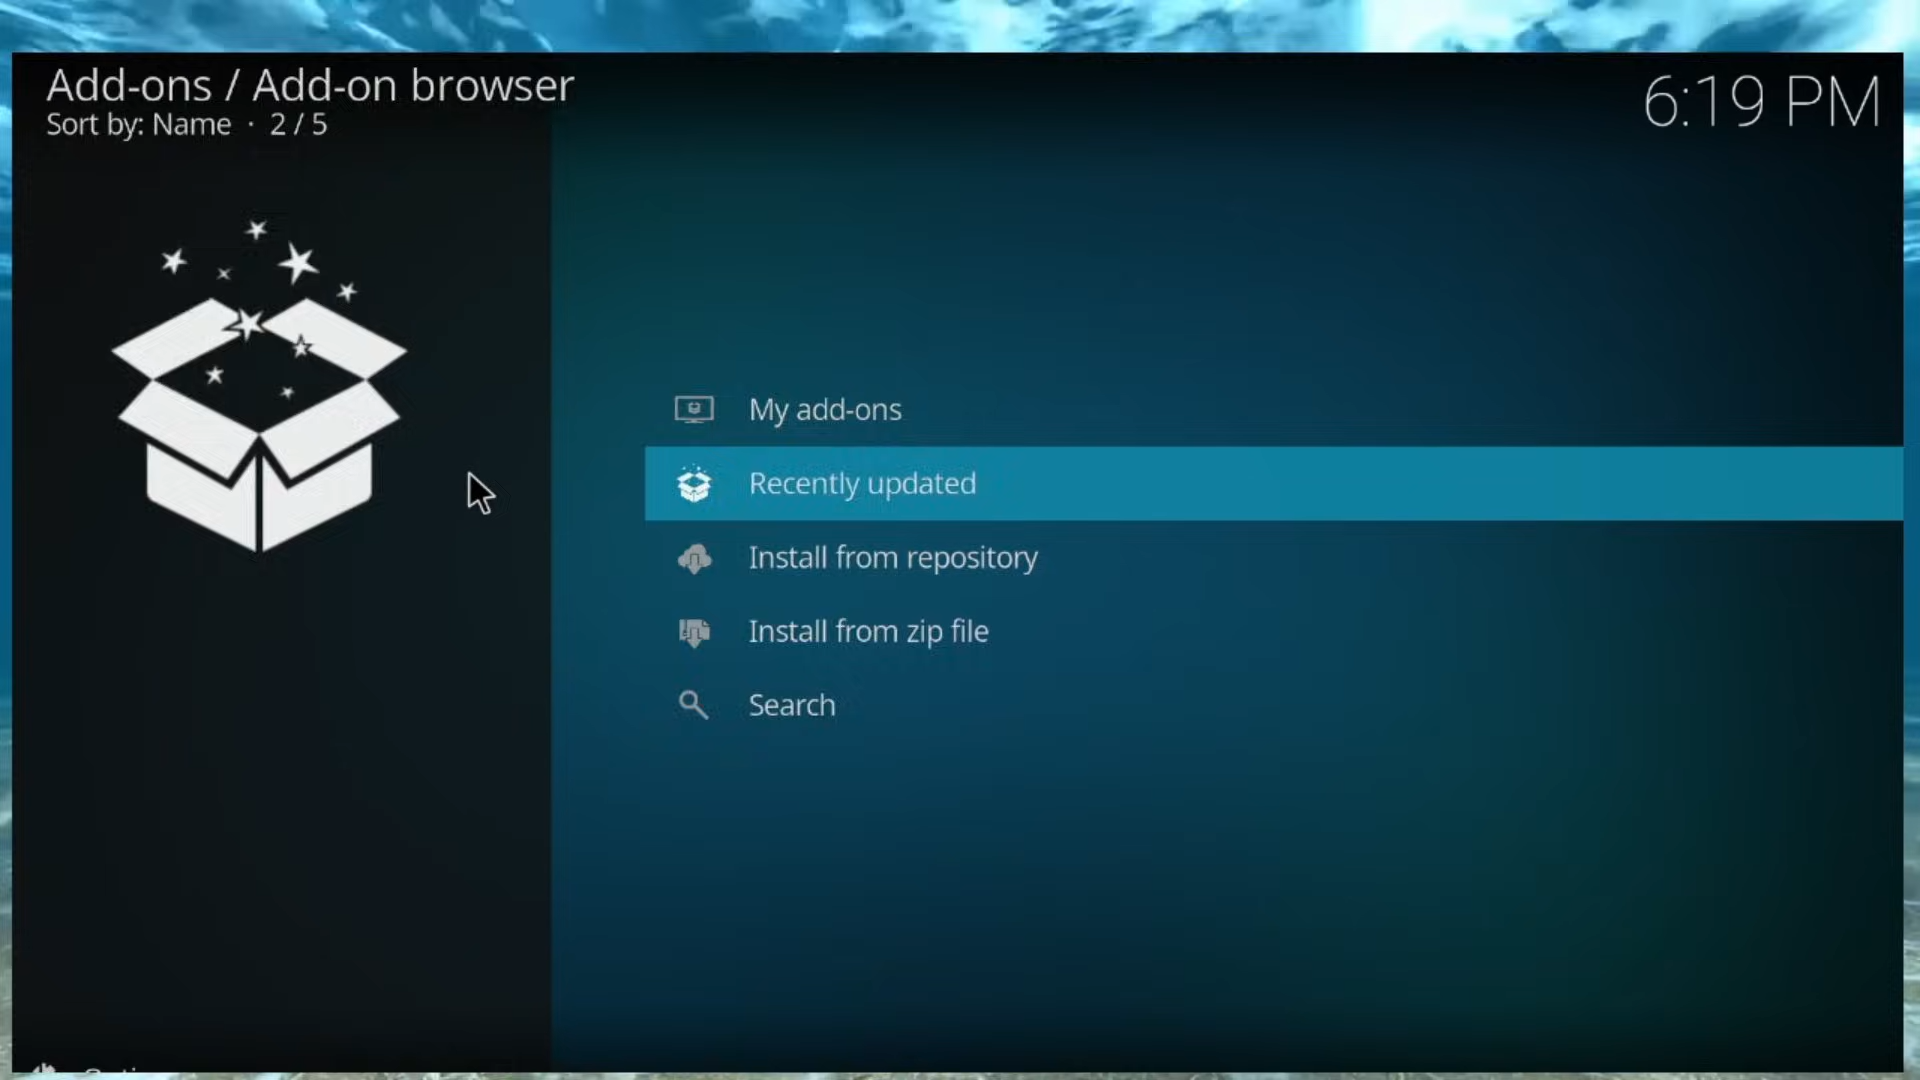 Add-ons / Add-on browser
Sort by: Name · 2 / 5
6:19 PM
My add-ons
Recently updated
Install from repository
Install from zip file
Search